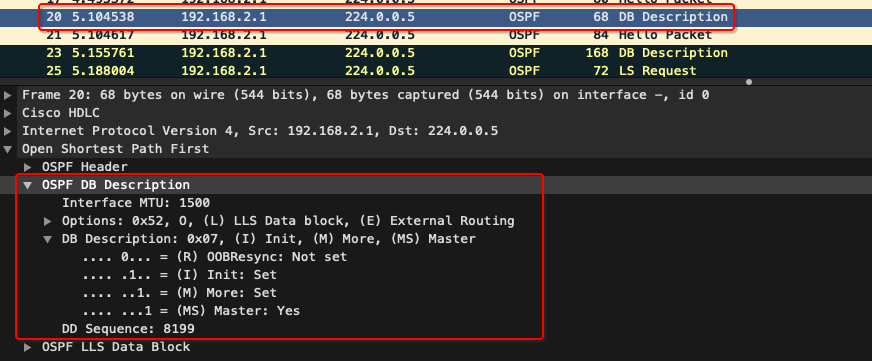 17 4.495372 192.168.2.1 224.0.0.5 OSPF 68 Hello Packet
20 5.104538 192.168.2.1 224.0.0.5 OSPF 68 DB Description
21 5.104617 192.168.2.1 224.0.0.5 OSPF 84 Hello Packet
23 5.155761 192.168.2.1 224.0.0.5 OSPF 168 DB Description
25 5.188004 192.168.2.1 224.0.0.5 OSPF 72 LS Request
Frame 20: 68 bytes on wire (544 bits), 68 bytes captured (544 bits) on interface -, id 0
Cisco HDLC
Internet Protocol Version 4, Src: 192.168.2.1, Dst: 224.0.0.5
Open Shortest Path First
OSPF Header
OSPF DB Description
Interface MTU: 1500
Options: 0x52, O, (L) LLS Data block, (E) External Routing
DB Description: 0x07, (I) Init, (M) More, (MS) Master
.... 0... = (R) OOBResync: Not set
.... .1.. = (I) Init: Set
.... ..1. = (M) More: Set
.... ...1 = (MS) Master: Yes
DD Sequence: 8199
OSPF LLS Data Block